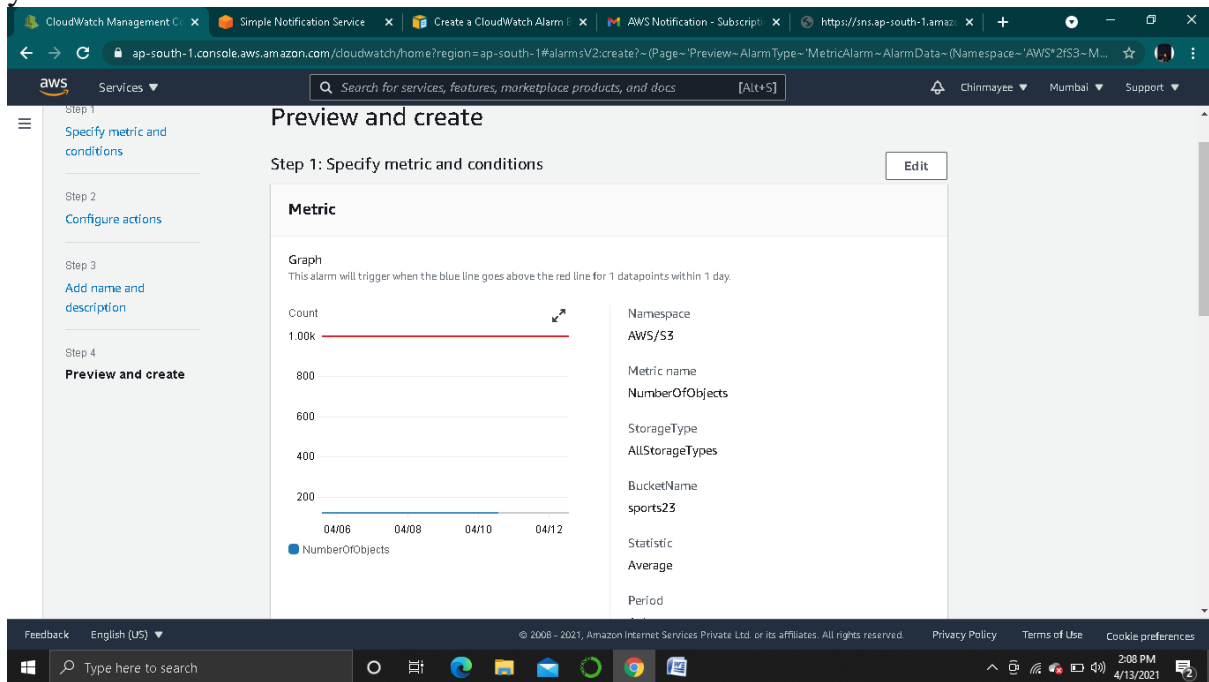 CloudWatch Management Co
Simple Notification Service
Create a CloudWatch Alarm B
AWS Notification - Subscripti
https://sns.ap-south-1.amazo
ap-south-1.console.aws.amazon.com/cloudwatch/home?region=ap-south-1#alarmsV2:create?~(Page~'Preview~AlarmType~'MetricAlarm~AlarmData~(Namespace~'AWS*2fS3~M...
aws
Services ▼
Search for services, features, marketplace products, and docs [Alt+S]
Chinmayee ▼
Mumbai ▼
Support ▼
Step 1
Specify metric and
conditions
Step 2
Configure actions
Step 3
Add name and
description
Step 4
Preview and create
Preview and create
Step 1: Specify metric and conditions
Edit
Metric
Graph
This alarm will trigger when the blue line goes above the red line for 1 datapoints within 1 day.
Count
1.00k
800
600
400
200
04/06 04/08 04/10 04/12
NumberOfObjects
Namespace
AWS/S3
Metric name
NumberOfObjects
StorageType
AllStorageTypes
BucketName
sports23
Statistic
Average
Period
Feedback English (US) ▼
© 2008 - 2021, Amazon Internet Services Private Ltd. or its affiliates. All rights reserved.
Privacy Policy Terms of Use Cookie preferences
Type here to search
2:08 PM
4/13/2021
2